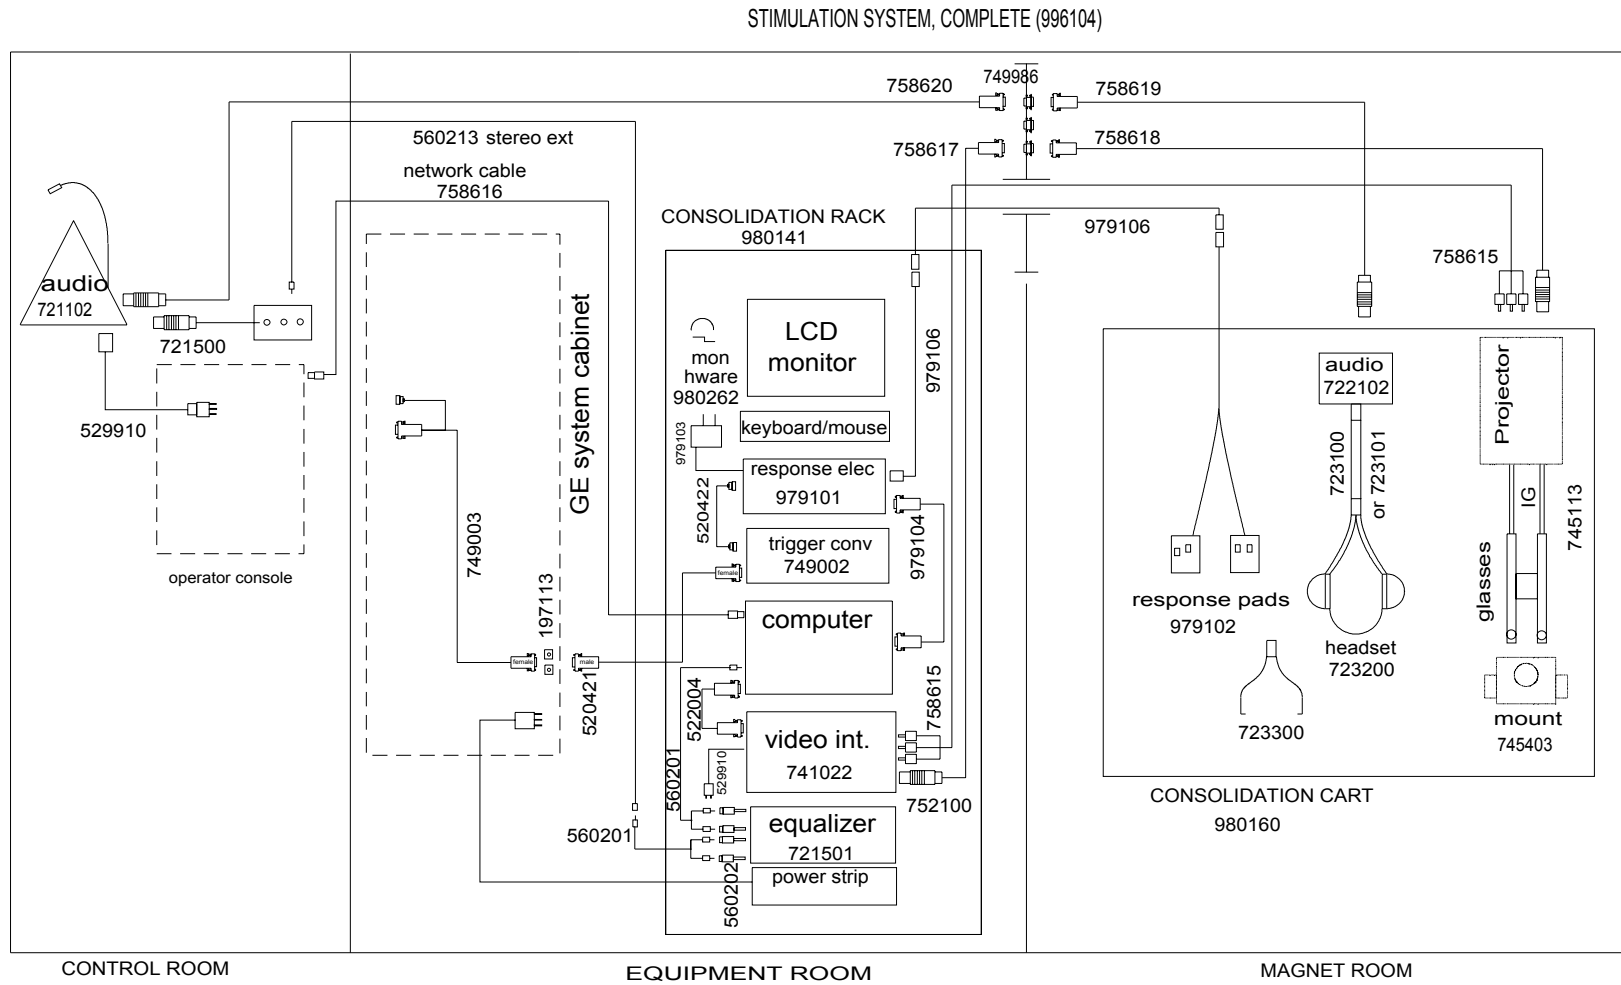 STIMULATION SYSTEM, COMPLETE (996104)
758620
749986
758619
560213 stereo ext
758617
758618
network cable
758616
CONSOLIDATION RACK
980141
979106
758615
audio
721102
721500
529910
operator console
GE system cabinet
749003
197113
520421
female
male
LCD
monitor
mon
hware
980262
979106
keyboard/mouse
979103
response elec
979101
520422
979104
trigger conv
749002
female
computer
522004
758615
video int.
741022
529910
560201
752100
equalizer
721501
560201
560202
power strip
audio
722102
Projector
723100
or 723101
IG
745113
glasses
response pads
979102
headset
723200
723300
mount
745403
CONSOLIDATION CART
980160
CONTROL ROOM
EQUIPMENT ROOM
MAGNET ROOM